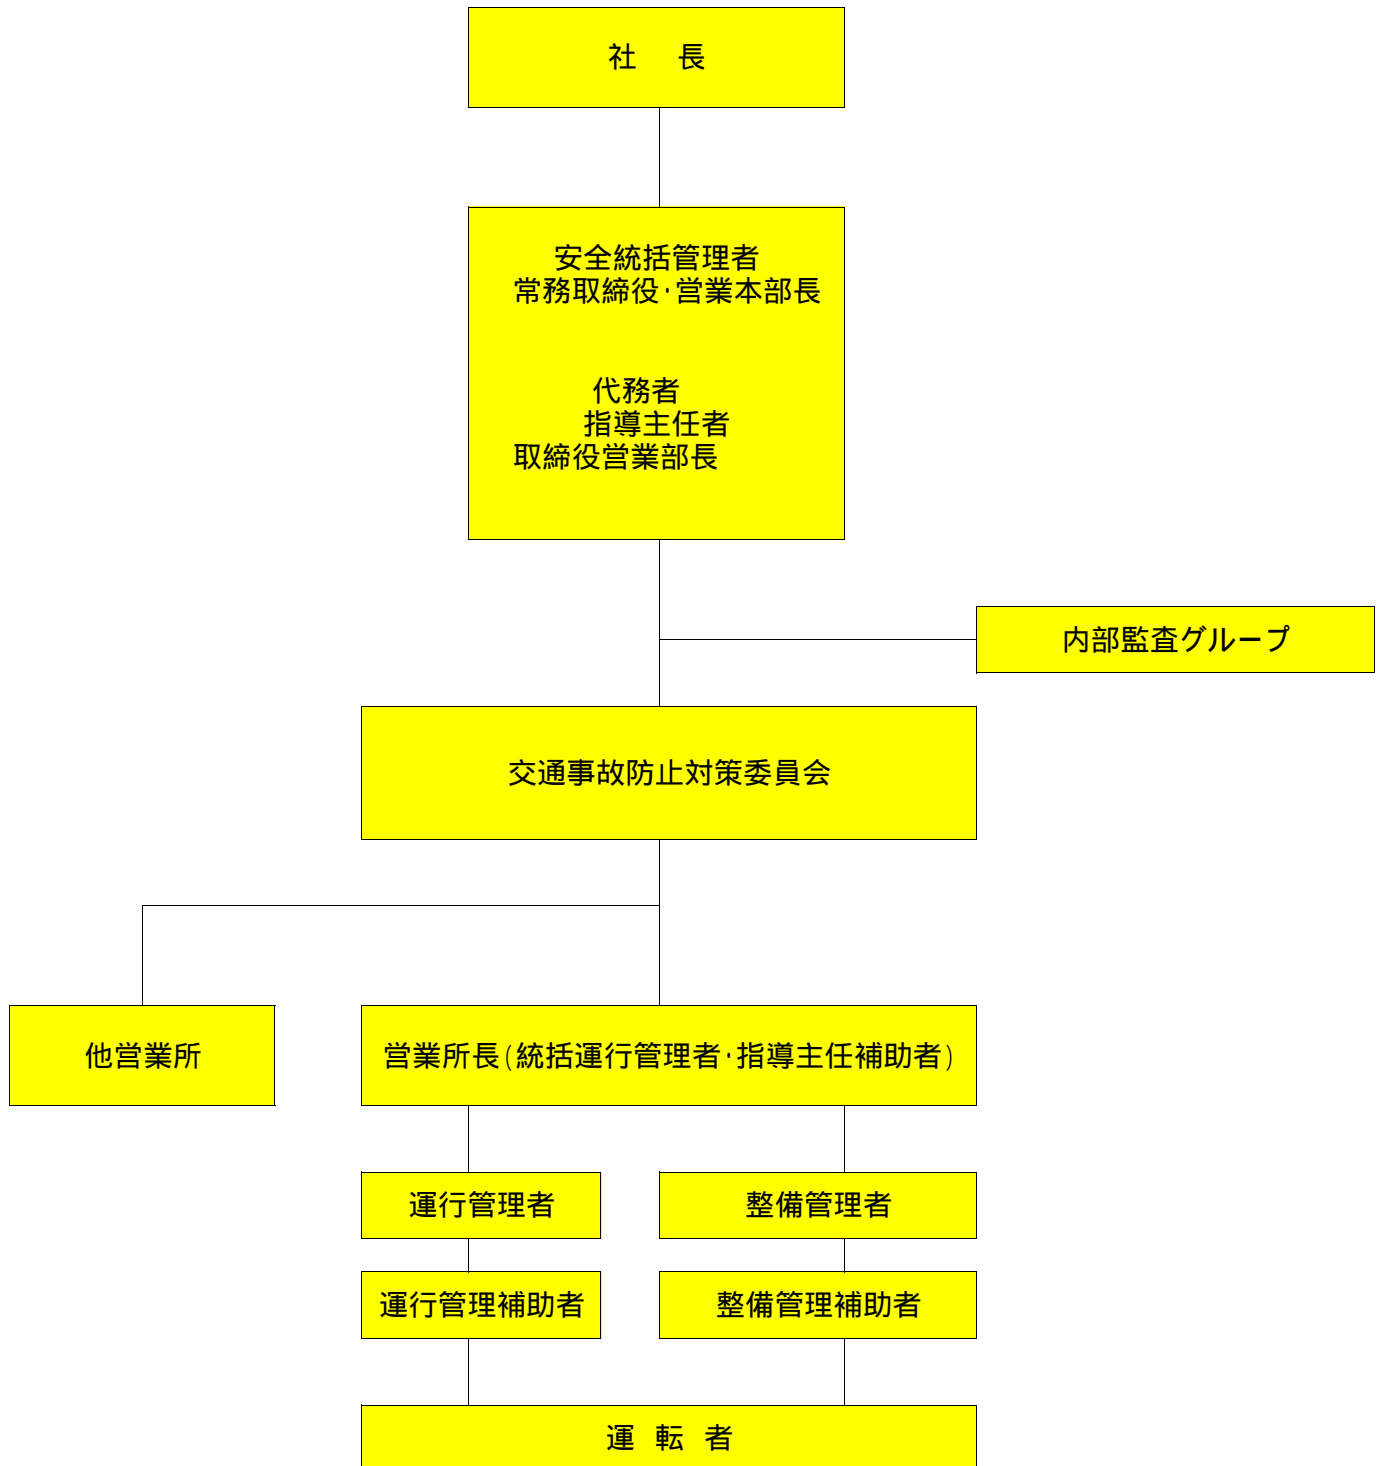 社　長
安全統括管理者
常務取締役・営業本部長
代務者
指導主任者
取締役営業部長
内部監査グループ
交通事故防止対策委員会
他営業所
営業所長(統括運行管理者・指導主任補助者)
運行管理者
整備管理者
運行管理補助者
整備管理補助者
運 転 者